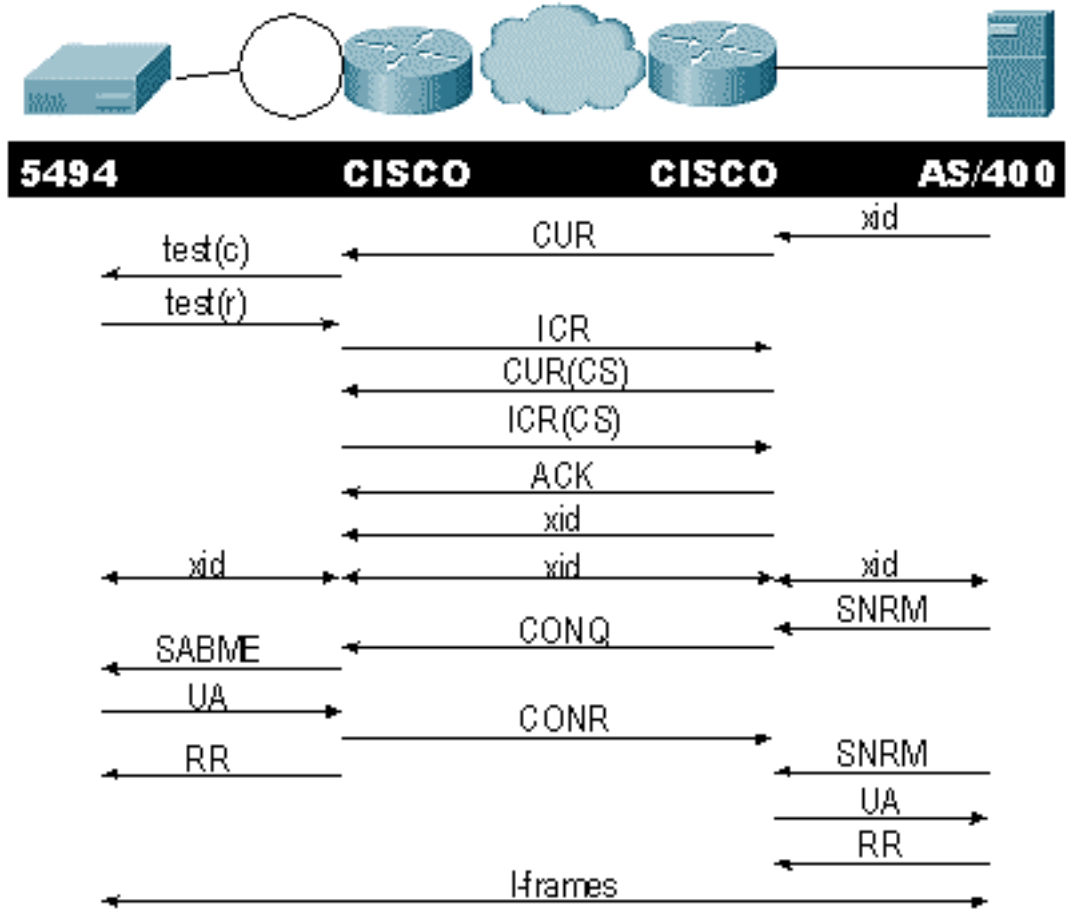 5494 CISCO CISCO AS/400
xid
CUR
test(c)
test(r)
ICR
CUR(CS)
ICR(CS)
ACK
xid
xid xid xid
SNRM
CONQ
SABME
UA
CONR
RR SNRM
UA
RR
I-frames